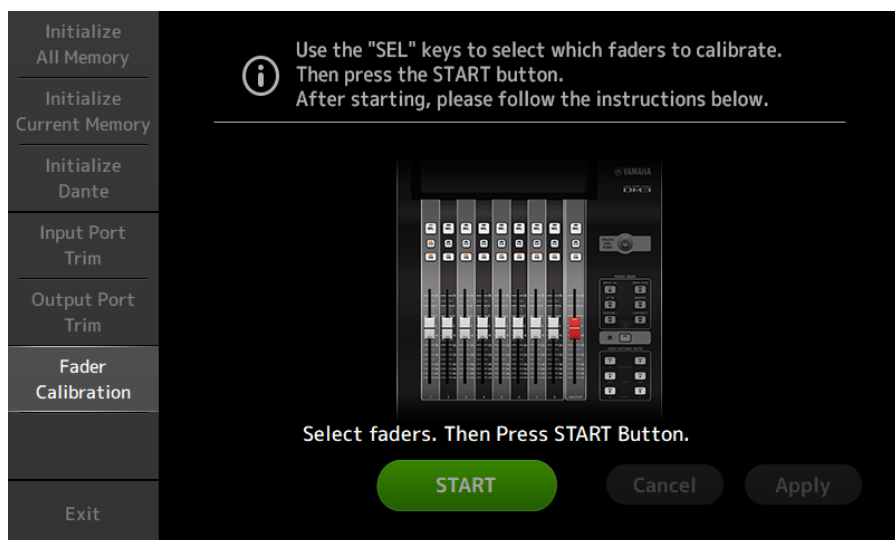 Initialize
All Memory
Initialize
Current Memory
Initialize
Dante
Input Port
Trim
Output Port
Trim
Fader
Calibration
Exit
Use the "SEL" keys to select which faders to calibrate.
Then press the START button.
After starting, please follow the instructions below.
YAMAHA
DM3
Select faders. Then Press START Button.
START
Cancel
Apply